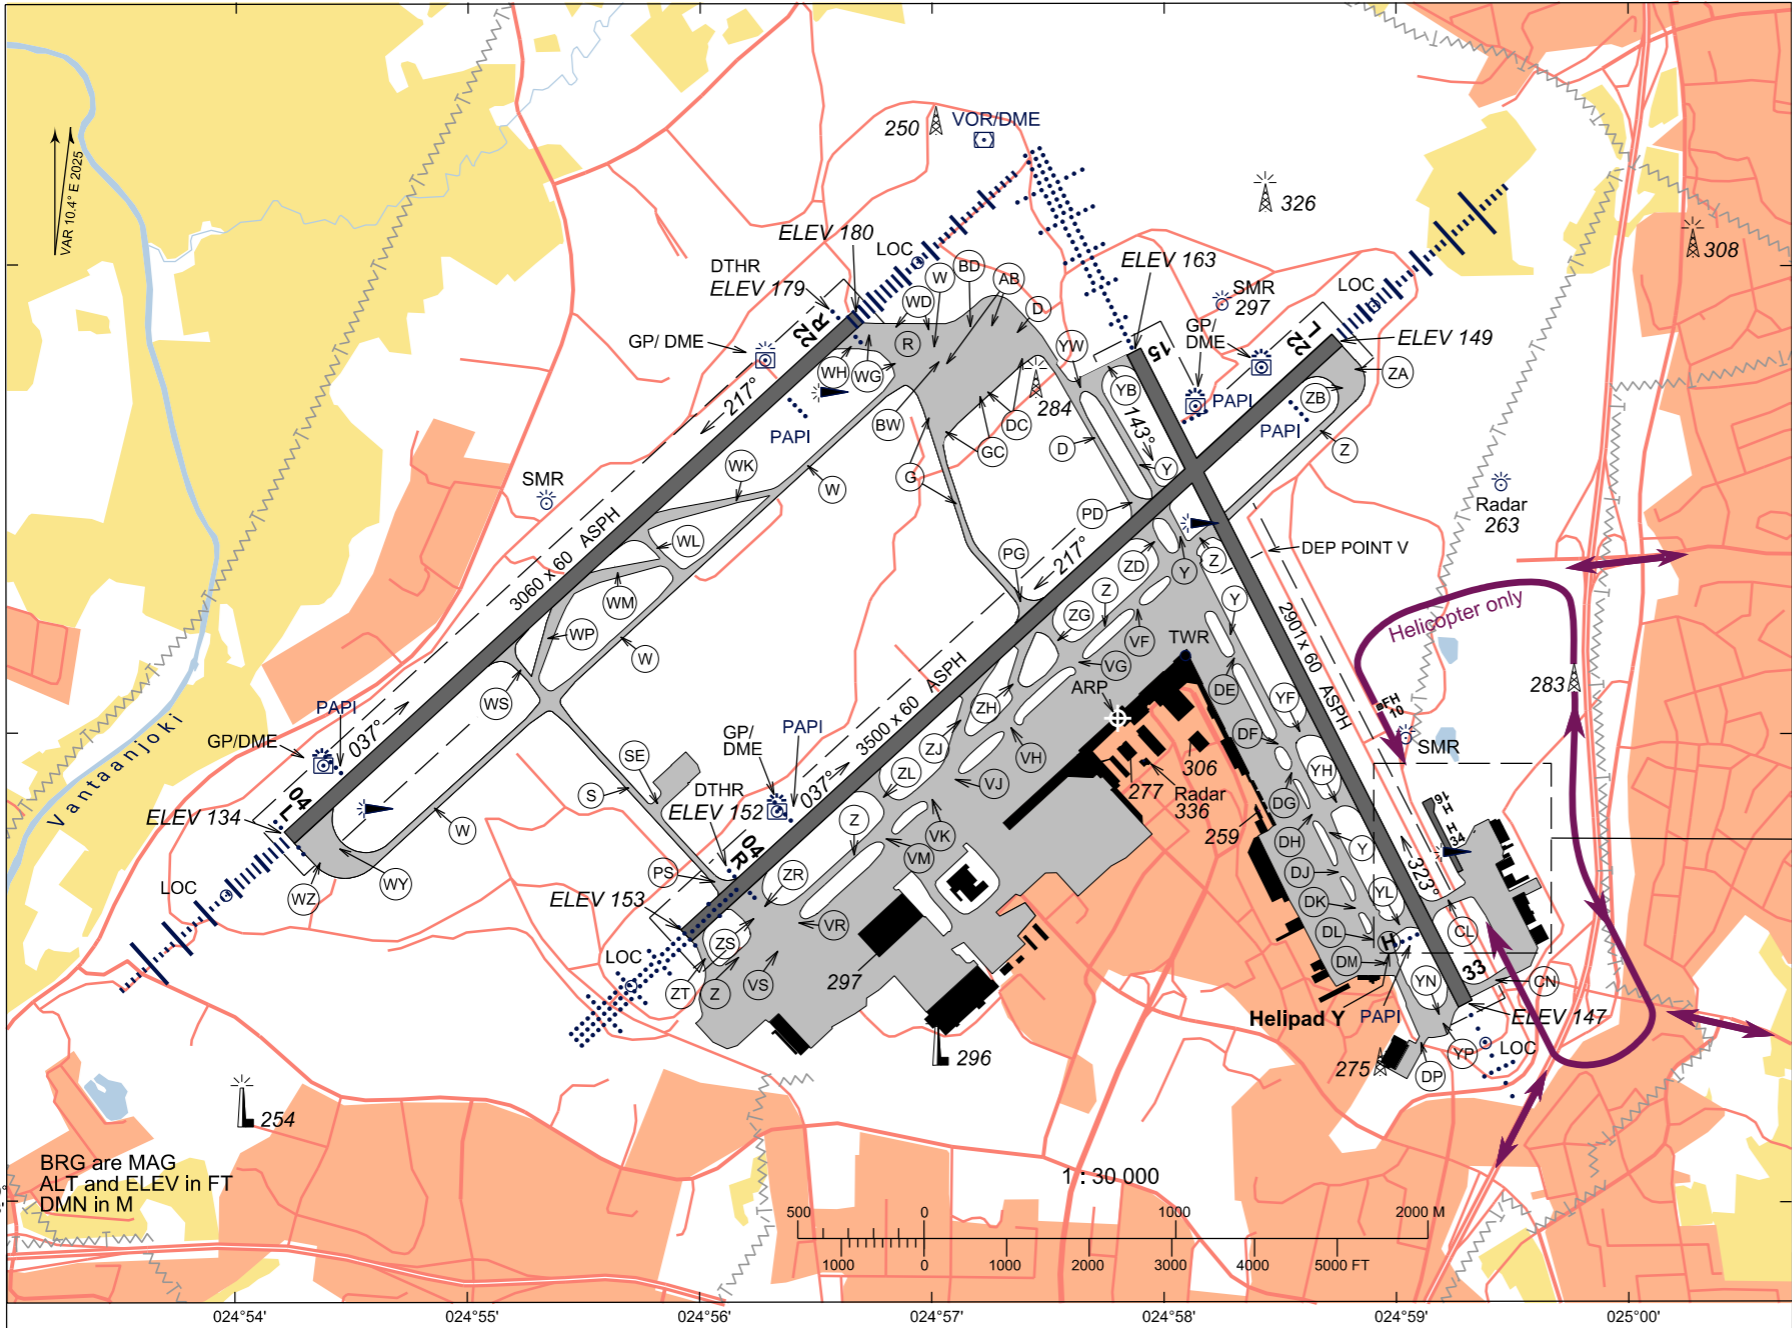 250
VOR/DME
326
308
VAR 10.4° E 2025
ELEV 180
LOC
W
BD
AB
D
ELEV 163
SMR
297
LOC
DTHR
ELEV 179
WD
GP/ DME
22
R
R
YW
15
GP/
DME
22
L
ELEV 149
WH
WG
YB
ZA
217°
284
PAPI
ZB
BW
DC
143°
PAPI
PAPI
GC
D
Z
WK
Y
W
G
SMR
Radar
263
PD
WL
PG
DEP POINT V
ZD
3060 x 60 ASPH
217°
Y
Z
WM
Z
Y
Helicopter only
ZG
2901 x 60 ASPH
WP
VF
TWR
W
VG
283
3500 x 60 ASPH
ARP
DE
WS
YF
FH
10
PAPI
ZH
DF
SMR
GP/DME
037°
GP/
DME
PAPI
ZJ
VH
Vantaanjoki
SE
ZL
306
YH
04
L
S
DTHR
ELEV 152
037°
VJ
277
Radar
336
DG
H
16
ELEV 134
W
Z
VK
259
DH
Y
H
34
04
R
VM
DJ
LOC
WY
PS
ZR
YL
323°
WZ
ELEV 153
DK
VR
DL
CL
ZS
H
LOC
DM
33
ZT
Z
VS
297
YN
CN
Helipad Y
PAPI
ELEV 147
296
275
YP
LOC
DP
254
BRG are MAG
ALT and ELEV in FT
DMN in M
1 : 30 000
500 0 1000 2000 M
1000 0 1000 2000 3000 4000 5000 FT
024°54' 024°55' 024°56' 024°57' 024°58' 024°59' 025°00'